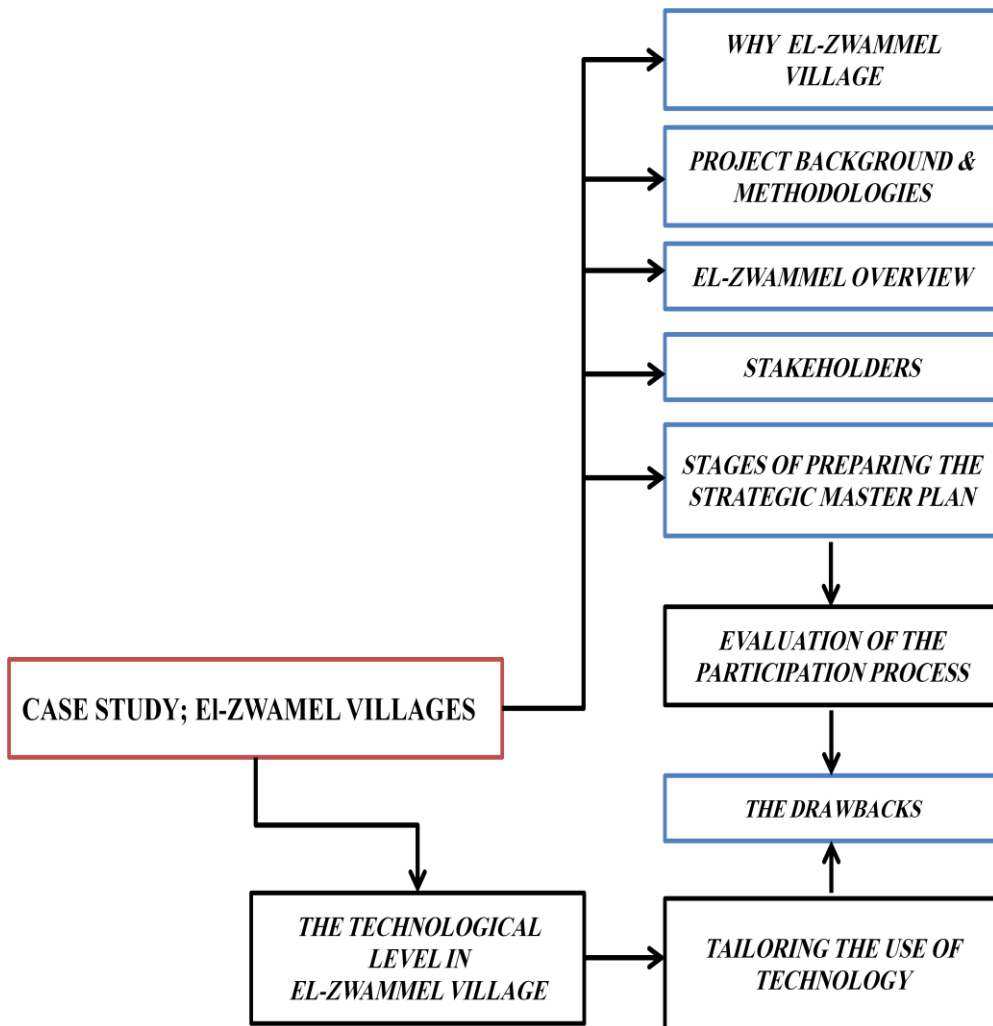 WHY EL-ZWAMMEL
VILLAGE
PROJECT BACKGROUND &
METHODOLOGIES
EL-ZWAMMEL OVERVIEW
STAKEHOLDERS
STAGES OF PREPARING THE
STRATEGIC MASTER PLAN
EVALUATION OF THE
PARTICIPATION PROCESS
CASE STUDY; El-ZWAMEL VILLAGES
THE DRAWBACKS
THE TECHNOLOGICAL
LEVEL IN
EL-ZWAMMEL VILLAGE
TAILORING THE USE OF
TECHNOLOGY